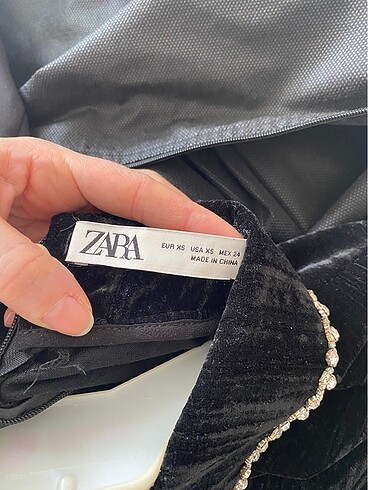 ZARA
EUR XS USA XS MEX 24
MADE IN CHINA